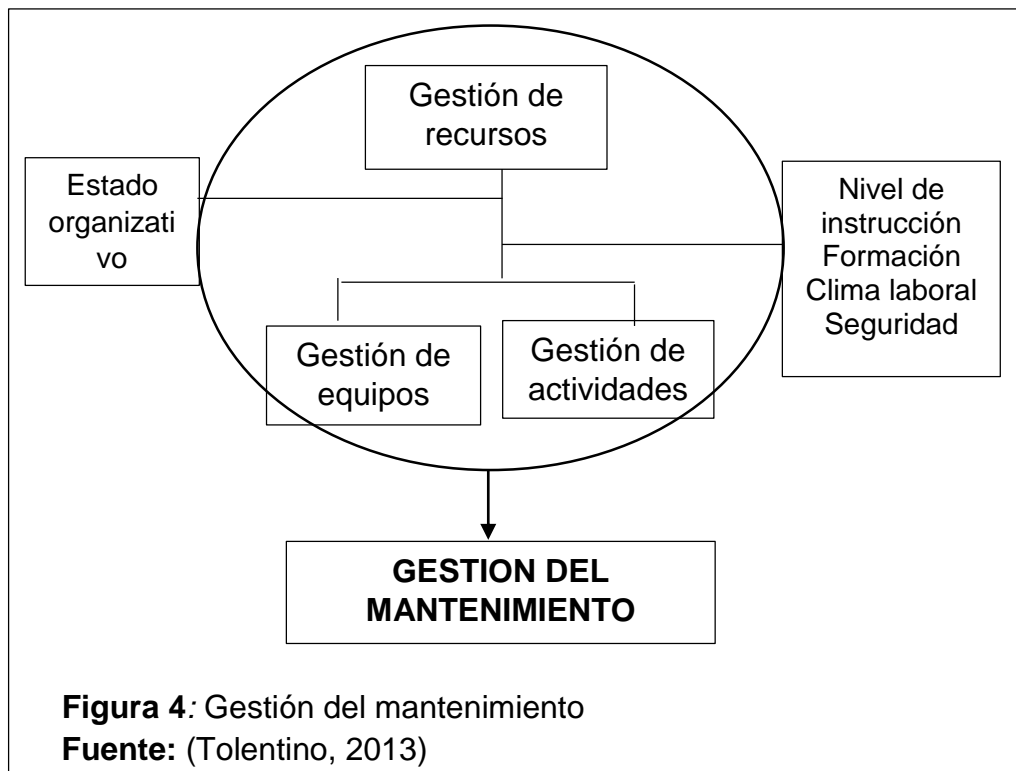 Gestión de
recursos
Estado
organizati
vo
Nivel de
instrucción
Formación
Clima laboral
Seguridad
Gestión de
equipos
Gestión de
actividades
GESTION DEL
MANTENIMIENTO
Figura 4: Gestión del mantenimiento
Fuente: (Tolentino, 2013)